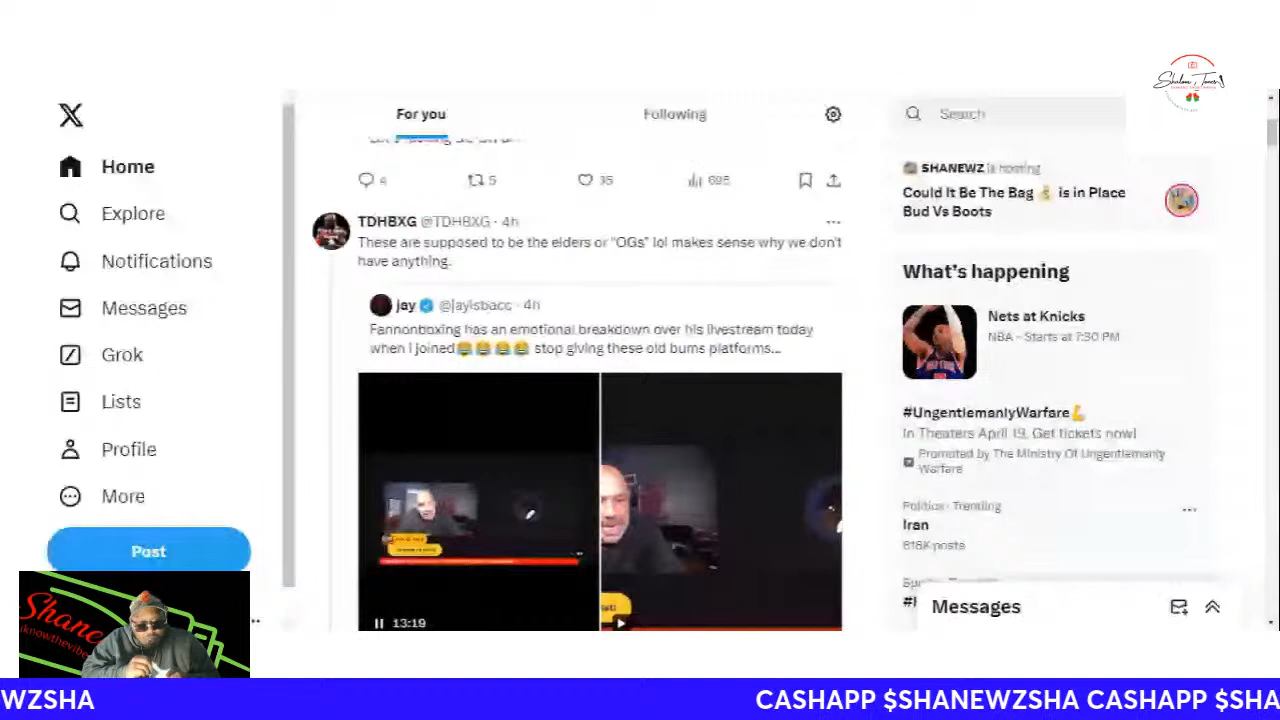 For you
Following
Search
Home
Explore
Notifications
Messages
Grok
Lists
Profile
More
Post
4
5
35
695
TDHBXG @TDHBXG · 4h
These are supposed to be the elders or "OGs" lol makes sense why we don't
have anything.
jay @jayisbacc · 4h
Fannonboxing has an emotional breakdown over his livestream today
when I joined😂😂😂😂 stop giving these old bums platforms...
13:19
SHANEWZ is hosting
Could It Be The Bag 💰 is in Place
Bud Vs Boots
What's happening
Nets at Knicks
NBA · Starts at 7:30 PM
#UngentlemanlyWarfare💪
In Theaters April 19. Get tickets now!
Promoted by The Ministry Of Ungentlemanly
Warfare
Politics · Trending
Iran
616K posts
Messages
Shane
iknowthevibe
WZSHA
CASHAPP $SHANEWZSHA CASHAPP $SHA